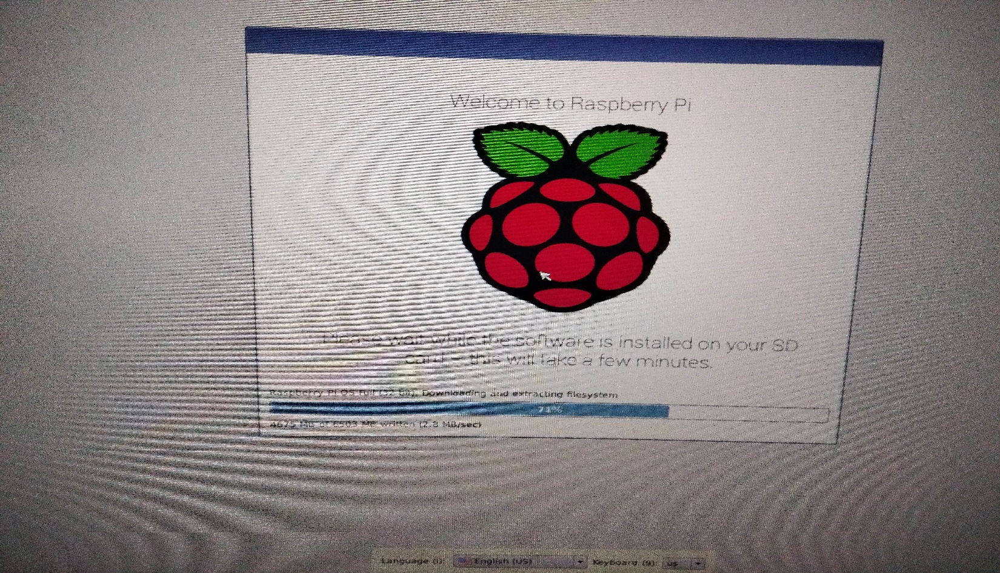 Welcome to Raspberry Pi
Please wait while the software is installed on your SD
card – this will take a few minutes.
Raspberry Pi OS Full (32 bit): Downloading and extracting filesystem
71%
4675 MB of 6503 MB written (2.8 MB/sec)
Language (l): English (US) Keyboard (9): us